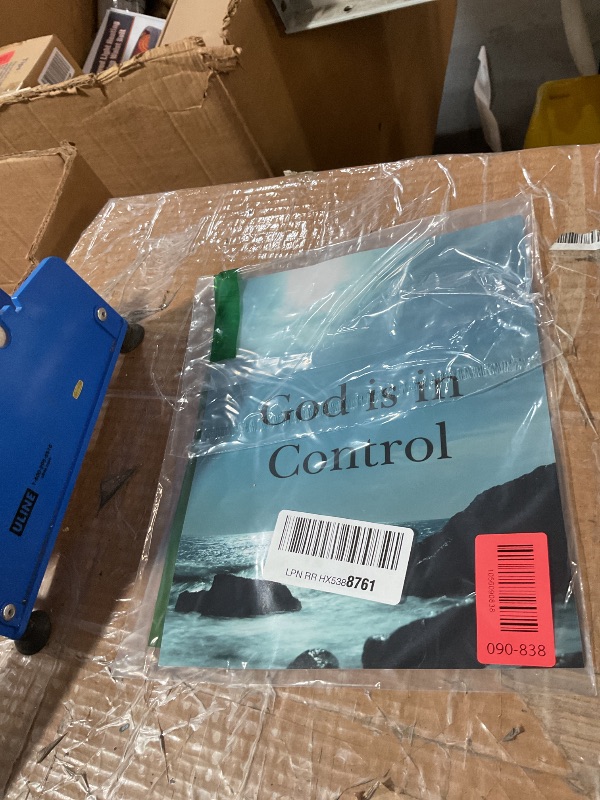 God is in
Control
LPN RR HX5388761
090-838
ULINE